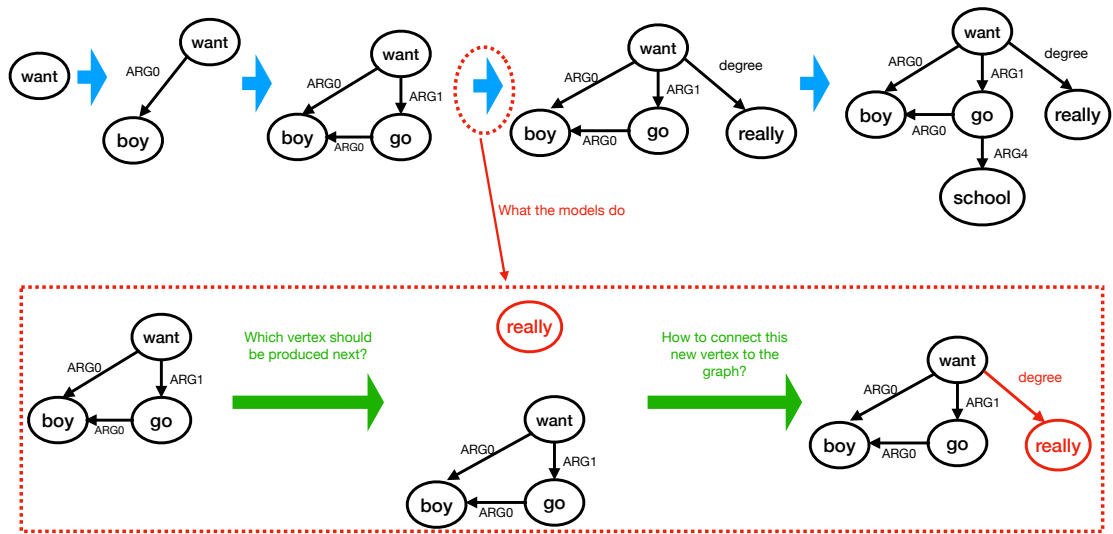 want
want
ARG0
boy
want
ARG0
ARG1
boy
go
ARG0
want
ARG0
degree
ARG1
boy
go
really
ARG0
want
degree
ARG0
ARG1
boy
go
really
ARG0
ARG4
school
What the models do
want
ARG0
ARG1
boy
go
ARG0
Which vertex should
be produced next?
really
want
ARG0
ARG1
boy
go
ARG0
How to connect this
new vertex to the
graph?
want
ARG0
degree
ARG1
boy
go
really
ARG0